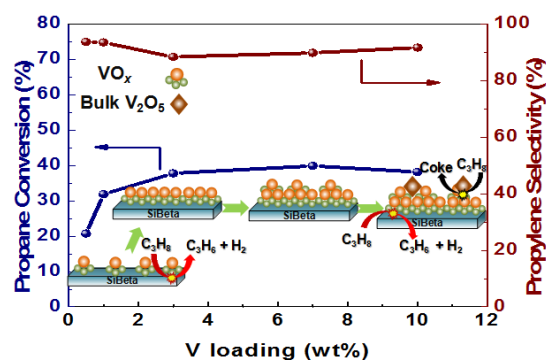 Propane Conversion (%)
80
70
60
50
40
30
20
10
0
100
80
60
40
20
0
Propylene Selectivity (%)
VOₓ
Bulk V₂O₅
Coke C₃H₈
SiBeta
SiBeta
SiBeta
C₃H₈
C₃H₆ + H₂
C₃H₈
C₃H₆ + H₂
SiBeta
0 2 4 6 8 10 12
V loading (wt%)